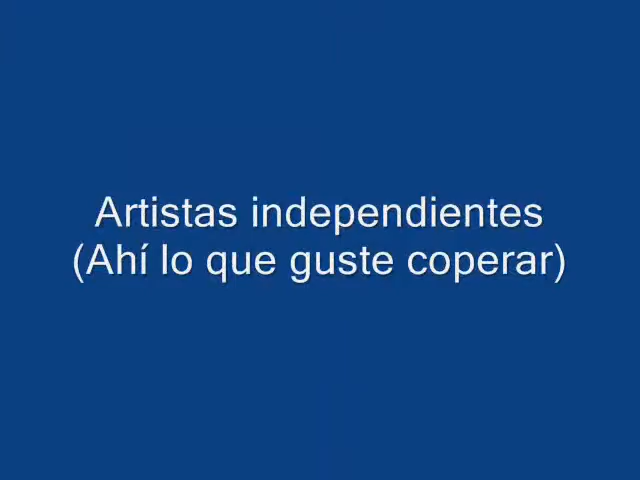 Artistas independientes
(Ahí lo que guste coperar)